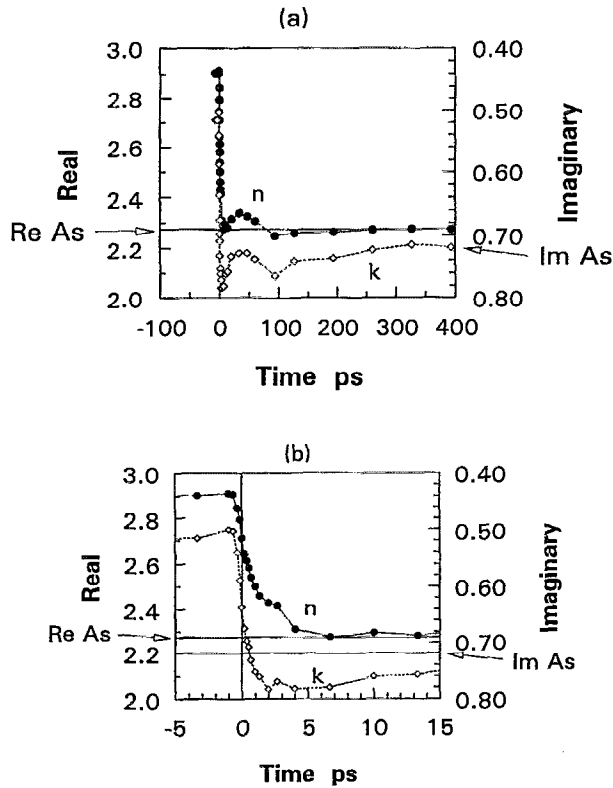 (a)
3.0
2.8
2.6
2.4
2.2
2.0
Real
0.40
0.50
0.60
0.70
0.80
Imaginary
n
k
Re As
Im As
-100 0 100 200 300 400
Time ps
(b)
3.0
2.8
2.6
2.4
2.2
2.0
Real
0.40
0.50
0.60
0.70
0.80
Imaginary
n
k
Re As
Im As
-5 0 5 10 15
Time ps